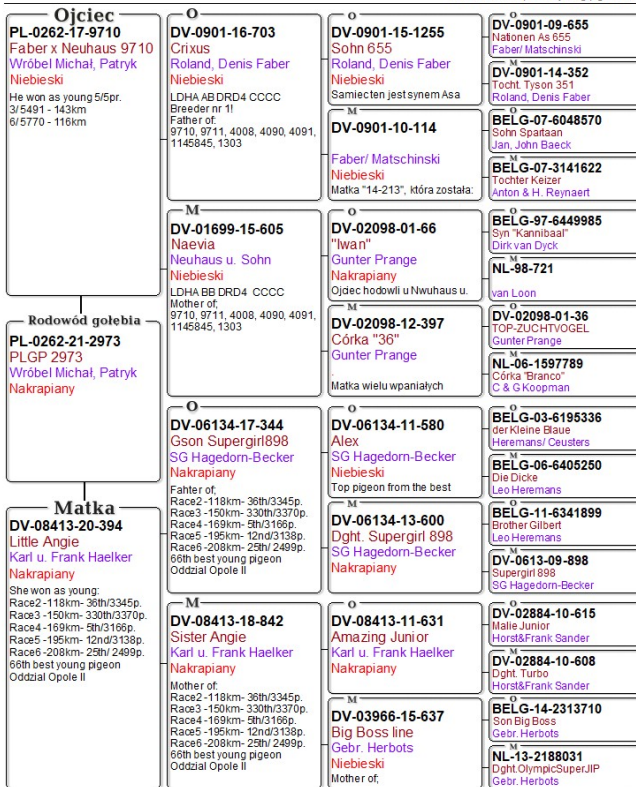 Ojciec
PL-0262-17-9710
Faber x Neuhaus 9710
Wróbel Michał, Patryk
Niebieski
He won as young 5/5pr.
3/ 5491 - 143km
6/ 5770 - 116km
Rodowód gołębia
PL-0262-21-2973
PLGP 2973
Wróbel Michał, Patryk
Nakrapiany
Matka
DV-08413-20-394
Little Angie
Karl u. Frank Haelker
Nakrapiany
She won as young:
Race2 -118km- 36th/3345p.
Race3 -150km- 330th/3370p.
Race4 -169km- 5th/3166p.
Race5 -195km- 12nd/3138p.
Race6 -208km- 25th/ 2499p.
66th best young pigeon
Oddzial Opole II
O
DV-0901-16-703
Crixus
Roland, Denis Faber
Niebieski
LDHA AB DRD4 CCCC
Breeder nr 1!
Father of:
9710, 9711, 4008, 4090, 4091,
1145845, 1303
M
DV-01699-15-605
Naevia
Neuhaus u. Sohn
Niebieski
LDHA BB DRD4 CCCC
Mother of;
9710, 9711, 4008, 4090, 4091,
1145845, 1303
O
DV-06134-17-344
Gson Supergirl898
SG Hagedorn-Becker
Nakrapiany
Fahter of;
Race2 -118km- 36th/3345p.
Race3 -150km- 330th/3370p.
Race4 -169km- 5th/3166p.
Race5 -195km- 12nd/3138p.
Race6 -208km- 25th/ 2499p.
66th best young pigeon
Oddzial Opole II
M
DV-08413-18-842
Sister Angie
Karl u. Frank Haelker
Nakrapiany
Mother of:
Race2 -118km- 36th/3345p.
Race3 -150km- 330th/3370p.
Race4 -169km- 5th/3166p.
Race5 -195km- 12nd/3138p.
Race6 -208km- 25th/ 2499p.
66th best young pigeon
Oddzial Opole II
O
DV-0901-15-1255
Sohn 655
Roland, Denis Faber
Niebieski
Samiec ten jest synem Asa
M
DV-0901-10-114
Faber/ Matschinski
Niebieski
Matka "14-213", która została:
O
DV-02098-01-66
"Iwan"
Gunter Prange
Nakrapiany
Ojciec hodowli u Nwuhaus u.
M
DV-02098-12-397
Córka "36"
Gunter Prange
.
Matka wielu wpaniałych
O
DV-06134-11-580
Alex
SG Hagedorn-Becker
Niebieski
Top pigeon from the best
M
DV-06134-13-600
Dght. Supergirl 898
SG Hagedorn-Becker
Nakrapiany
O
DV-08413-11-631
Amazing Junior
Karl u. Frank Haelker
Nakrapiany
M
DV-03966-15-637
Big Boss line
Gebr. Herbots
Niebieski
Mother of;
O
DV-0901-09-655
Nationen As 655
Faber/ Matschinski
M
DV-0901-14-352
Tocht. Tyson 351
Roland, Denis Faber
O
BELG-07-6048570
Sohn Spartaan
Jan, John Baeck
M
BELG-07-3141622
Tochter Keizer
Anton & H. Reynaert
O
BELG-97-6449985
Syn "Kannibaal"
Dirk van Dyck
M
NL-98-721
van Loon
O
DV-02098-01-36
TOP-ZUCHTVOGEL
Gunter Prange
M
NL-06-1597789
Córka "Branco"
C & G Koopman
O
BELG-03-6195336
der Kleine Blaue
Heremans/ Ceusters
M
BELG-06-6405250
Die Dicke
Leo Heremans
O
BELG-11-6341899
Brother Gilbert
Leo Heremans
M
DV-0613-09-898
Supergirl 898
SG Hagedorn-Becker
O
DV-02884-10-615
Malie Junior
Horst&Frank Sander
M
DV-02884-10-608
Dght. Turbo
Horst&Frank Sander
O
BELG-14-2313710
Son Big Boss
Gebr. Herbots
M
NL-13-2188031
Dght.OlympicSuperJIP
Gebr. Herbots